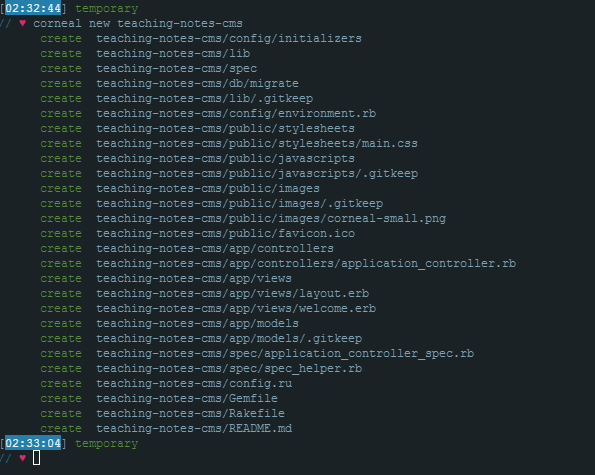 [02:32:44] temporary
// ♥ corneal new teaching-notes-cms
create teaching-notes-cms/config/initializers
create teaching-notes-cms/lib
create teaching-notes-cms/spec
create teaching-notes-cms/db/migrate
create teaching-notes-cms/lib/.gitkeep
create teaching-notes-cms/config/environment.rb
create teaching-notes-cms/public/stylesheets
create teaching-notes-cms/public/stylesheets/main.css
create teaching-notes-cms/public/javascripts
create teaching-notes-cms/public/javascripts/.gitkeep
create teaching-notes-cms/public/images
create teaching-notes-cms/public/images/.gitkeep
create teaching-notes-cms/public/images/corneal-small.png
create teaching-notes-cms/public/favicon.ico
create teaching-notes-cms/app/controllers
create teaching-notes-cms/app/controllers/application_controller.rb
create teaching-notes-cms/app/views
create teaching-notes-cms/app/views/layout.erb
create teaching-notes-cms/app/views/welcome.erb
create teaching-notes-cms/app/models
create teaching-notes-cms/app/models/.gitkeep
create teaching-notes-cms/spec/application_controller_spec.rb
create teaching-notes-cms/spec/spec_helper.rb
create teaching-notes-cms/config.ru
create teaching-notes-cms/Gemfile
create teaching-notes-cms/Rakefile
create teaching-notes-cms/README.md
[02:33:04] temporary
// ♥